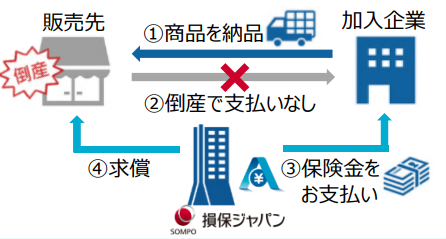 販売先
①商品を納品
加入企業
倒産
②倒産で支払いなし
④求償
¥
③保険金を
お支払い
SOMPO
損保ジャパン